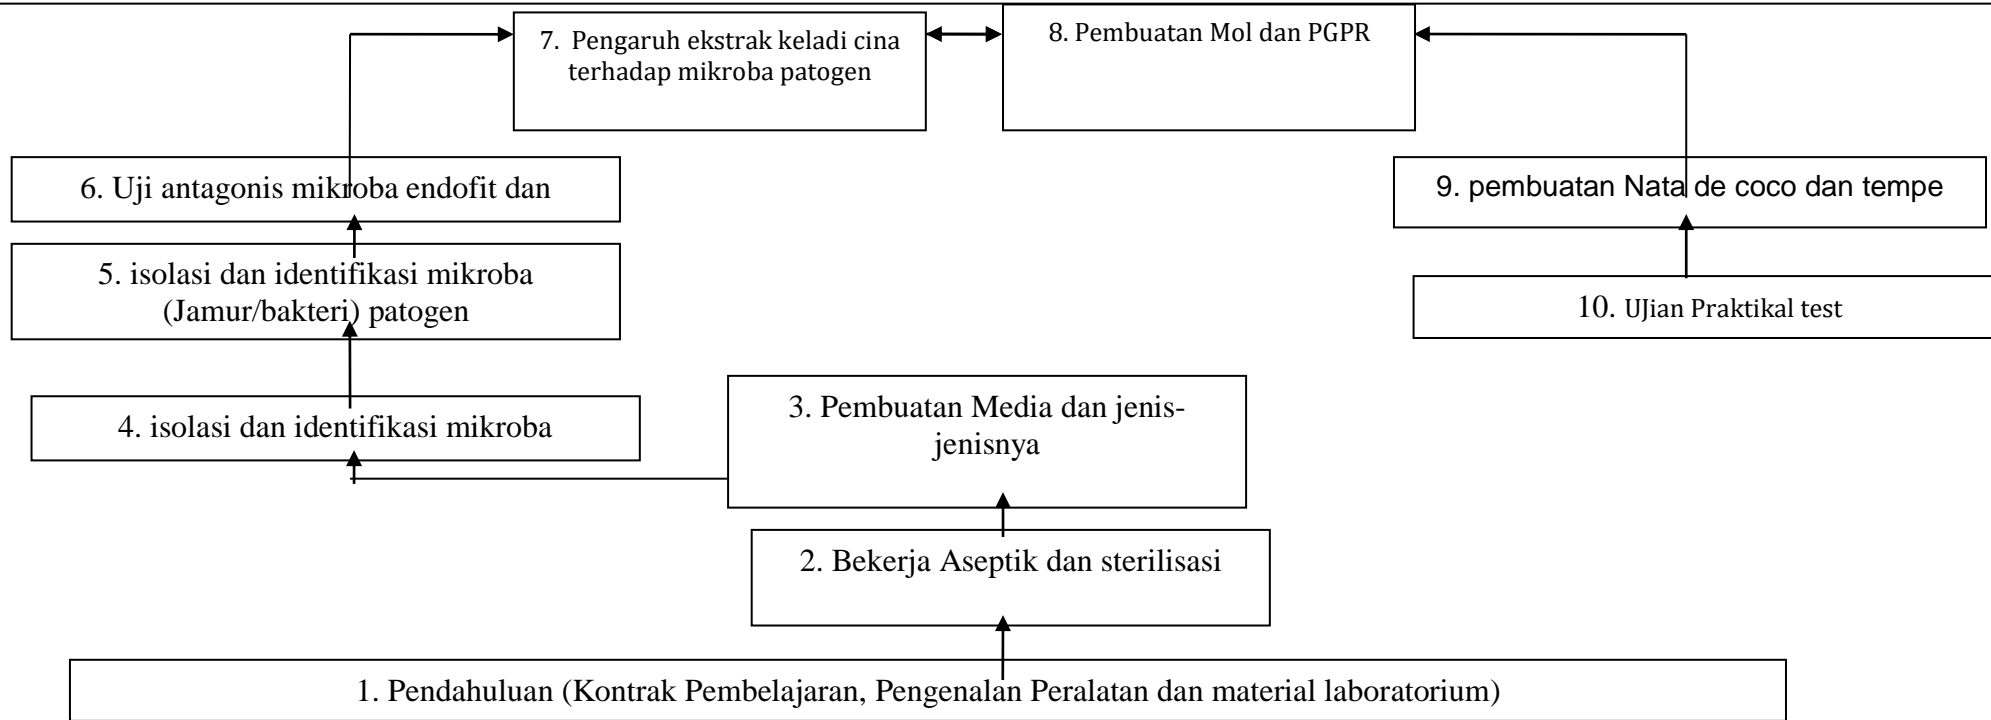 7. Pengaruh ekstrak keladi cina
terhadap mikroba patogen
8. Pembuatan Mol dan PGPR
6. Uji antagonis mikroba endofit dan
9. pembuatan Nata de coco dan tempe
5. isolasi dan identifikasi mikroba
(Jamur/bakteri) patogen
10. UJian Praktikal test
4. isolasi dan identifikasi mikroba
3. Pembuatan Media dan jenis-
jenisnya
2. Bekerja Aseptik dan sterilisasi
1. Pendahuluan (Kontrak Pembelajaran, Pengenalan Peralatan dan material laboratorium)